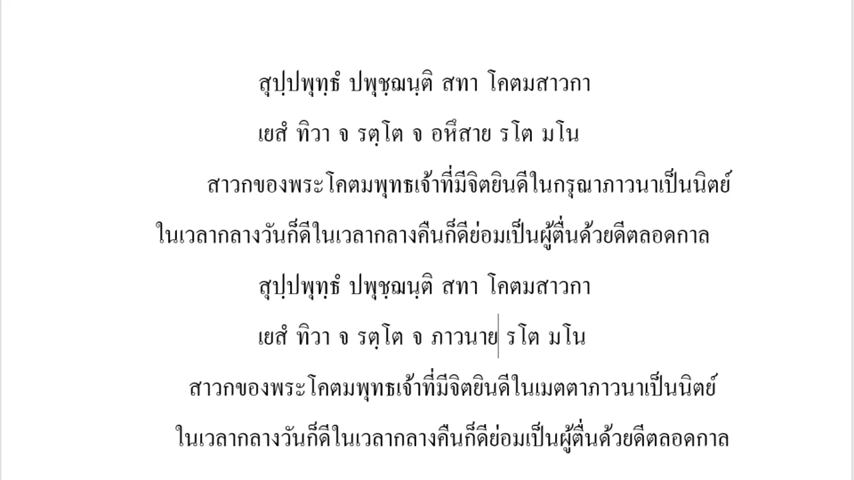 สุปฺปพุทฺธํ ปพุชฺฌนฺติ สทา โคตมสาวกา
เยสํ ทิวา จ รตฺโต จ อหึสาย รโต มโน
สาวกของพระโคตมพุทธเจ้าที่มีจิตยินดีในกรุณาภาวนาเป็นนิตย์
ในเวลากลางวันก็ดีในเวลากลางคืนก็ดีย่อมเป็นผู้ตื่นด้วยดีตลอดกาล
สุปฺปพุทฺธํ ปพุชฺฌนฺติ สทา โคตมสาวกา
เยสํ ทิวา จ รตฺโต จ ภาวนาย รโต มโน
สาวกของพระโคตมพุทธเจ้าที่มีจิตยินดีในเมตตาภาวนาเป็นนิตย์
ในเวลากลางวันก็ดีในเวลากลางคืนก็ดีย่อมเป็นผู้ตื่นด้วยดีตลอดกาล